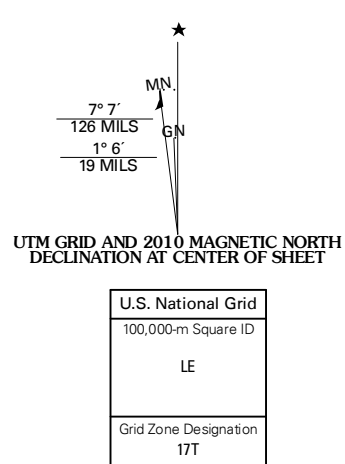 ★
MN
7° 7´
126 MILS
GN
1° 6´
19 MILS
UTM GRID AND 2010 MAGNETIC NORTH
DECLINATION AT CENTER OF SHEET
U.S. National Grid
100,000-m Square ID
LE
Grid Zone Designation
17T